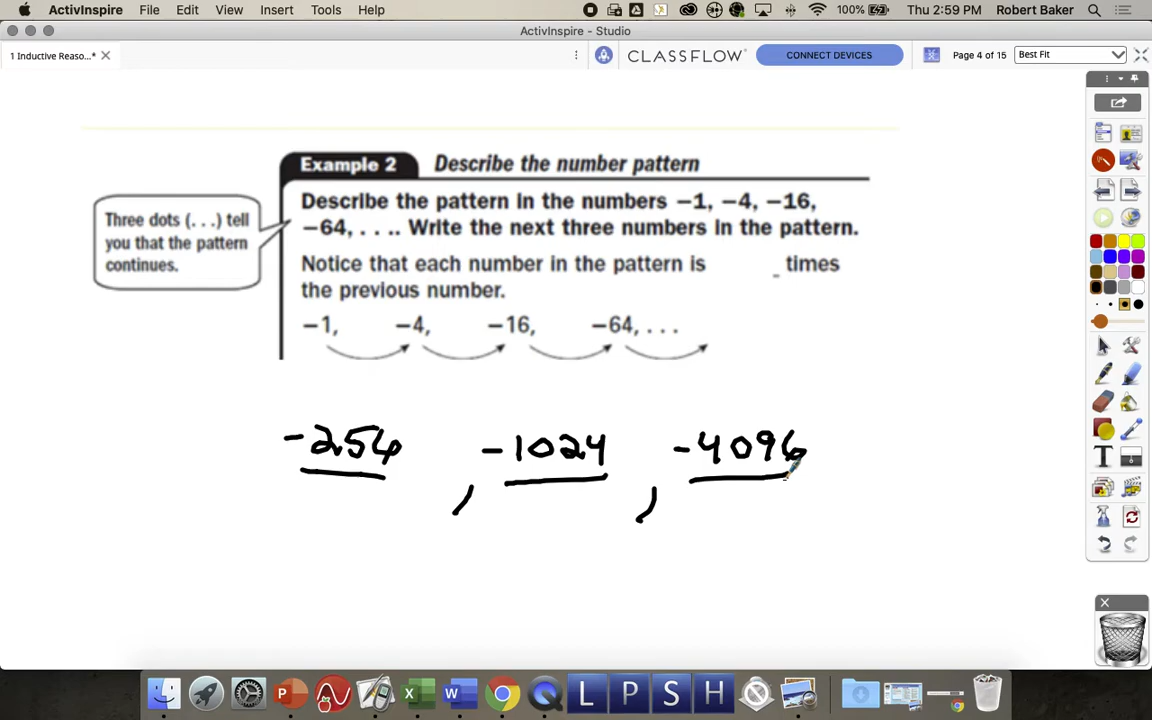 ActivInspire File Edit View Insert Tools Help 100% Thu 2:59 PM Robert Baker
ActivInspire - Studio
1 Inductive Reaso...* CLASSFLOW CONNECT DEVICES Page 4 of 15 Best Fit
Example 2 Describe the number pattern
Three dots (. . .) tell
you that the pattern
continues.
Describe the pattern in the numbers −1, −4, −16,
−64, . . .. Write the next three numbers in the pattern.
Notice that each number in the pattern is _ times
the previous number.
−1, −4, −16, −64, . . .
-256, -1024, -4096
L P S H